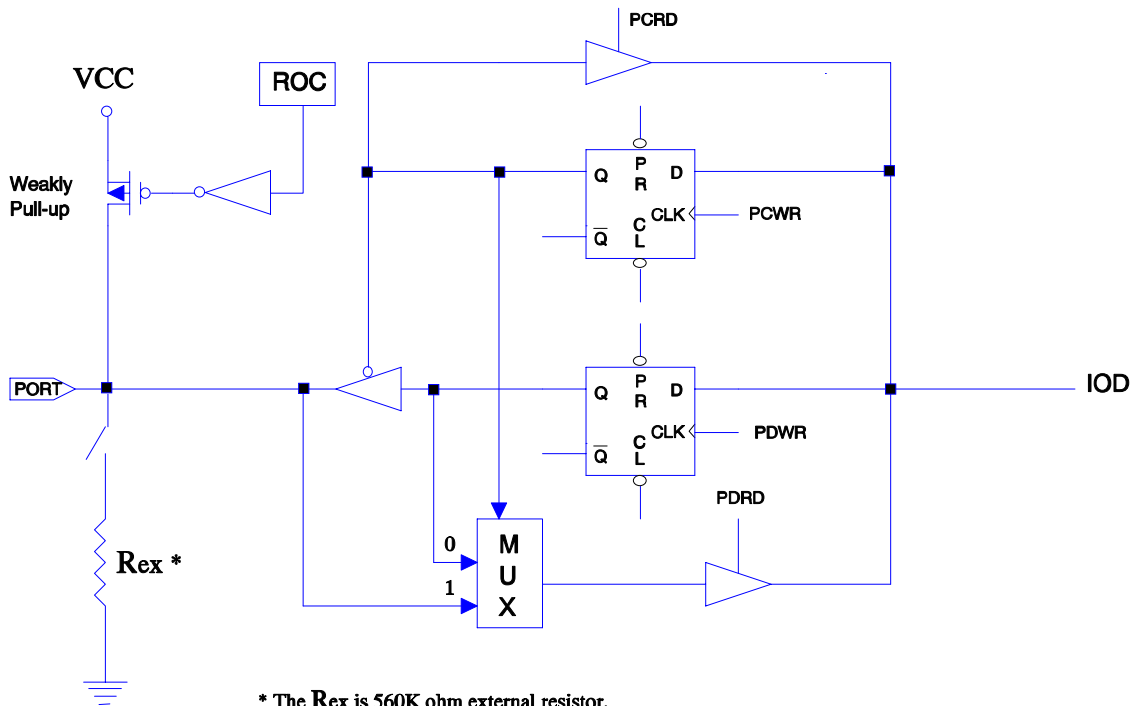 PCRD
VCC
ROC
Weakly
Pull-up
Q
P
R
D
CLK
PCWR
Q
C
L
PORT
Q
P
R
D
IOD
CLK
PDWR
Q
C
L
PDRD
0
M
U
X
1
Rex *
* The Rex is 560K ohm external resistor.